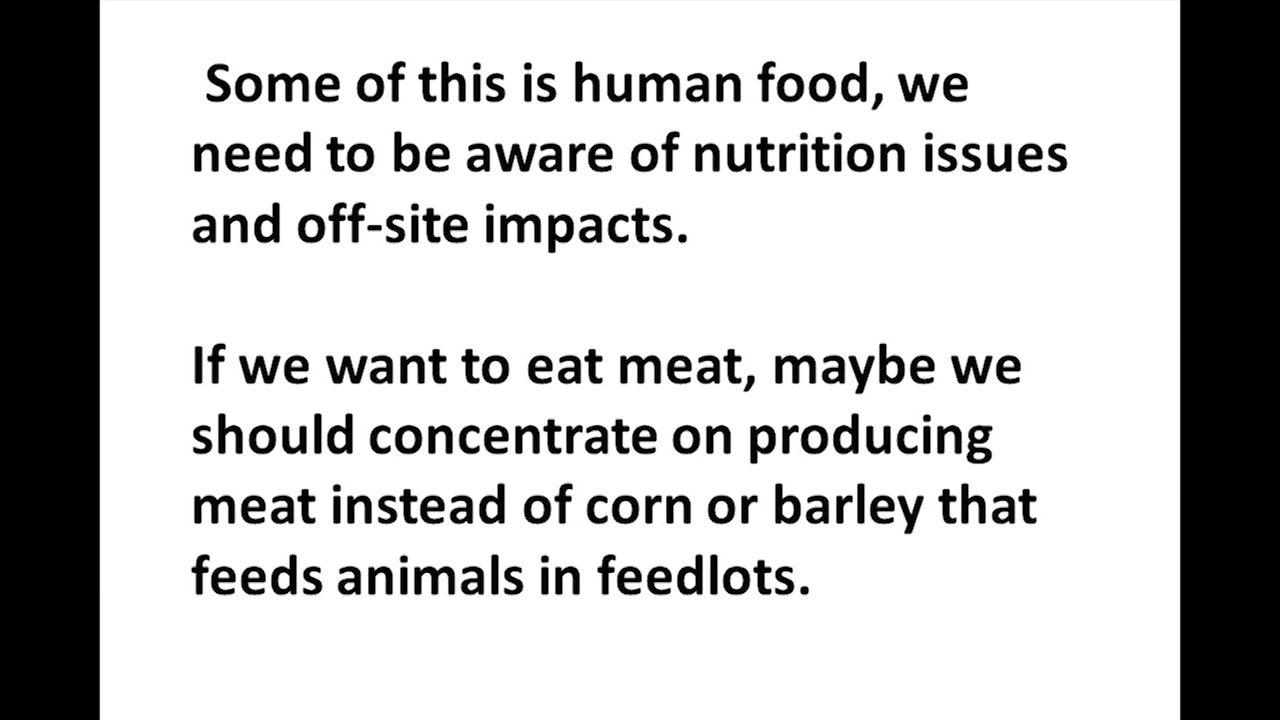 Some of this is human food, we
need to be aware of nutrition issues
and off-site impacts.
If we want to eat meat, maybe we
should concentrate on producing
meat instead of corn or barley that
feeds animals in feedlots.